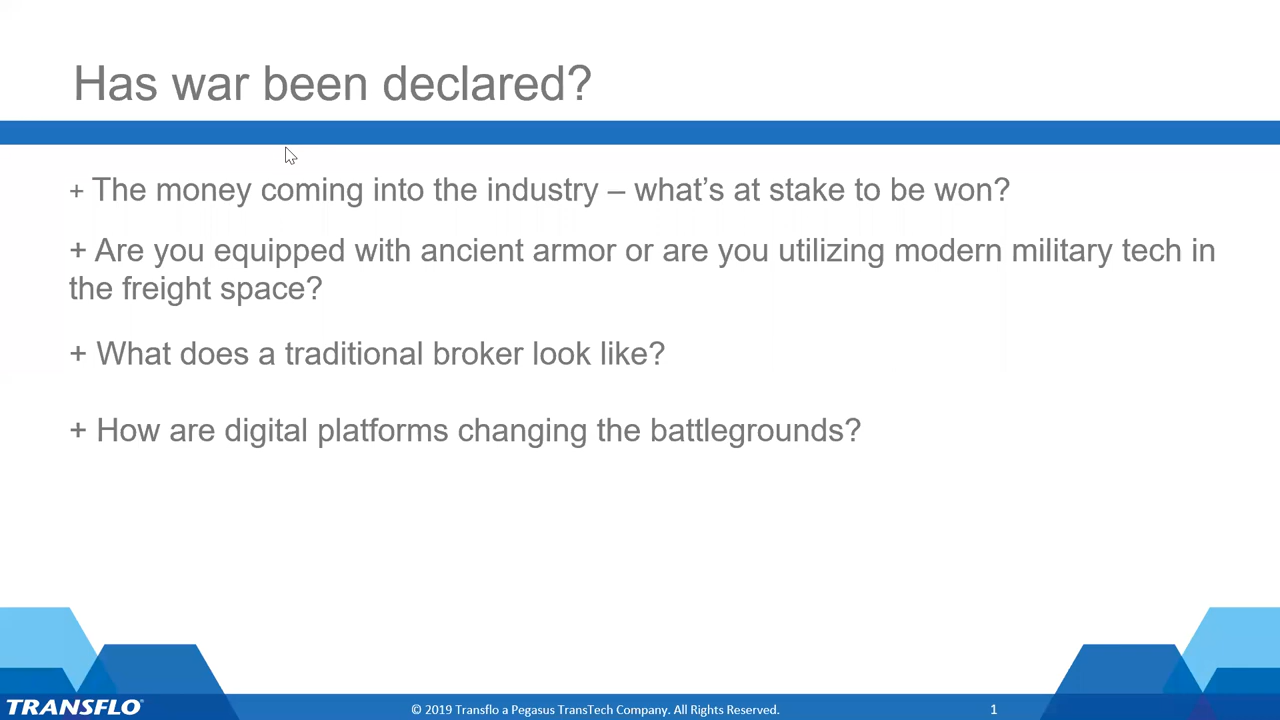 Has war been declared?
+ The money coming into the industry – what’s at stake to be won?
+ Are you equipped with ancient armor or are you utilizing modern military tech in
the freight space?
+ What does a traditional broker look like?
+ How are digital platforms changing the battlegrounds?
TRANSFLO® © 2019 Transflo a Pegasus TransTech Company. All Rights Reserved. 1